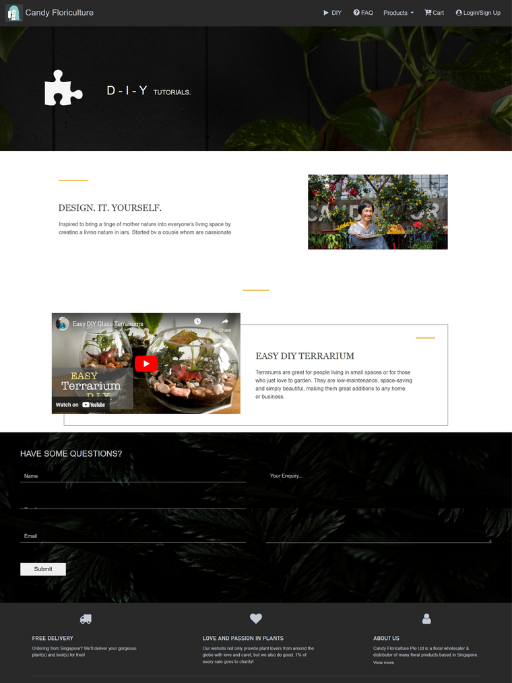 Candy Floriculture
DIY
FAQ
Products
Cart
Login/Sign Up
D - I - Y TUTORIALS.
DESIGN. IT. YOURSELF.
Inspired to bring a tinge of mother nature into everyone's living space by
creating a living nature in jars. Started by a couple whom are passionate
Easy DIY Glass Terrariums
Share
EASY
Terrarium
D.I.Y
Watch on YouTube
EASY DIY TERRARIUM
Terrariums are great for people living in small spaces or for those
who just love to garden. They are low-maintenance, space-saving
and simply beautiful, making them great additions to any home
or business.
HAVE SOME QUESTIONS?
Name
Your Enquiry...
Email
Submit
FREE DELIVERY
Ordering from Singapore? We'll deliver your gorgeous
plant(s) and look(s) for free!
LOVE AND PASSION IN PLANTS
Our website not only provide plant lovers from around the
globe with love and care!, but we also do good. 1% of
every sale goes to charity!
ABOUT US
Candy Floriculture Pte Ltd is a floral wholesaler &
distributor of many floral products based in Singapore.
View more.